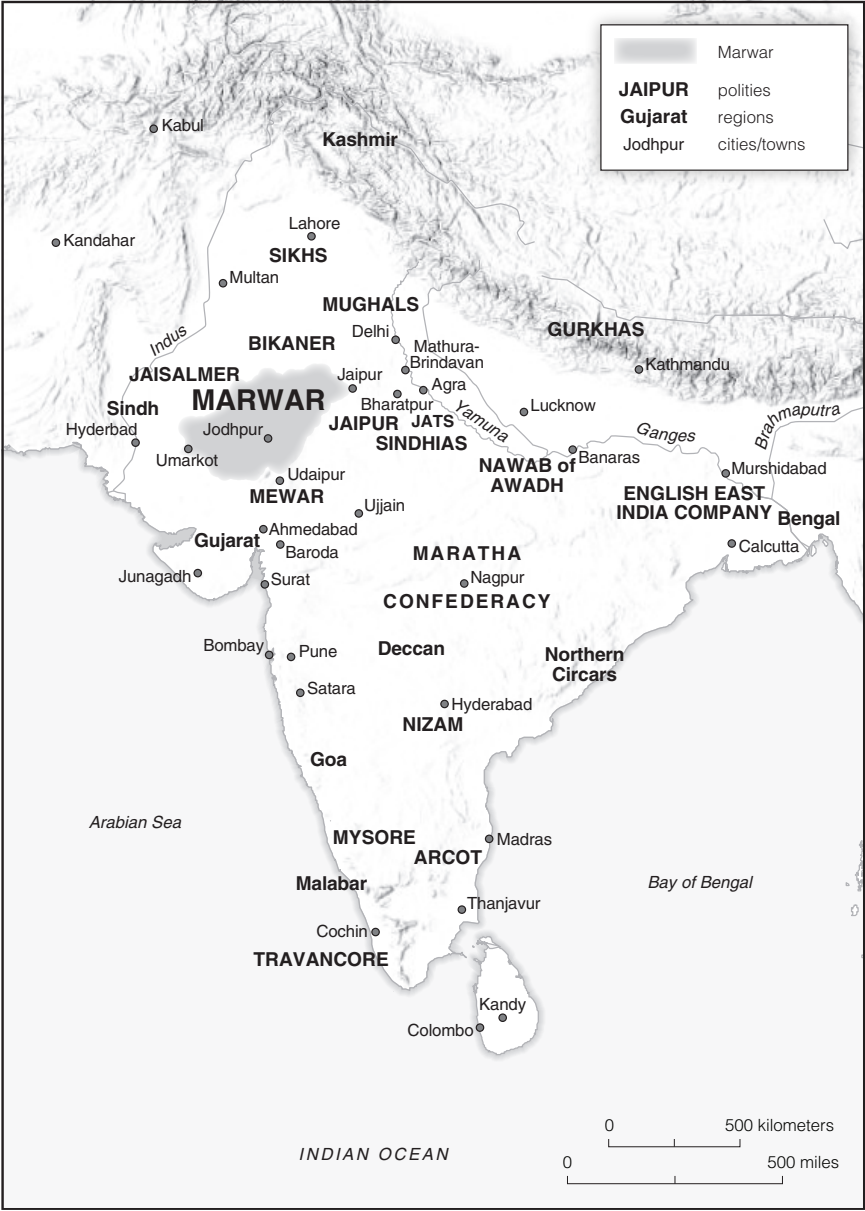 Marwar
JAIPUR polities
Gujarat regions
Jodhpur cities/towns
Kabul
Kashmir
Kandahar
Lahore
SIKHS
Multan
MUGHALS
Indus
BIKANER
Delhi
Mathura-
Brindavan
GURKHAS
Kathmandu
JAISALMER
Jaipur
Agra
MARWAR
Sindh
Bharatpur
Yamuna
Lucknow
Brahmaputra
Hyderbad
Jodhpur
JAIPUR
JATS
SINDHIAS
Ganges
Umarkot
Banaras
Udaipur
NAWAB of
AWADH
Murshidabad
MEWAR
ENGLISH EAST
INDIA COMPANY
Ujjain
Bengal
Ahmedabad
Gujarat
Baroda
Calcutta
MARATHA
Junagadh
Surat
Nagpur
CONFEDERACY
Bombay
Pune
Deccan
Northern
Circars
Satara
Hyderabad
NIZAM
Goa
Arabian Sea
MYSORE
Madras
ARCOT
Malabar
Bay of Bengal
Thanjavur
Cochin
TRAVANCORE
Kandy
Colombo
INDIAN OCEAN
0 500 kilometers
0 500 miles